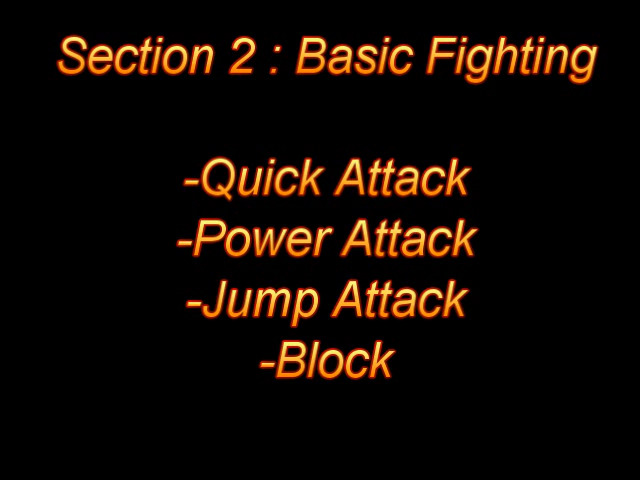 Section 2 : Basic Fighting
-Quick Attack
-Power Attack
-Jump Attack
-Block